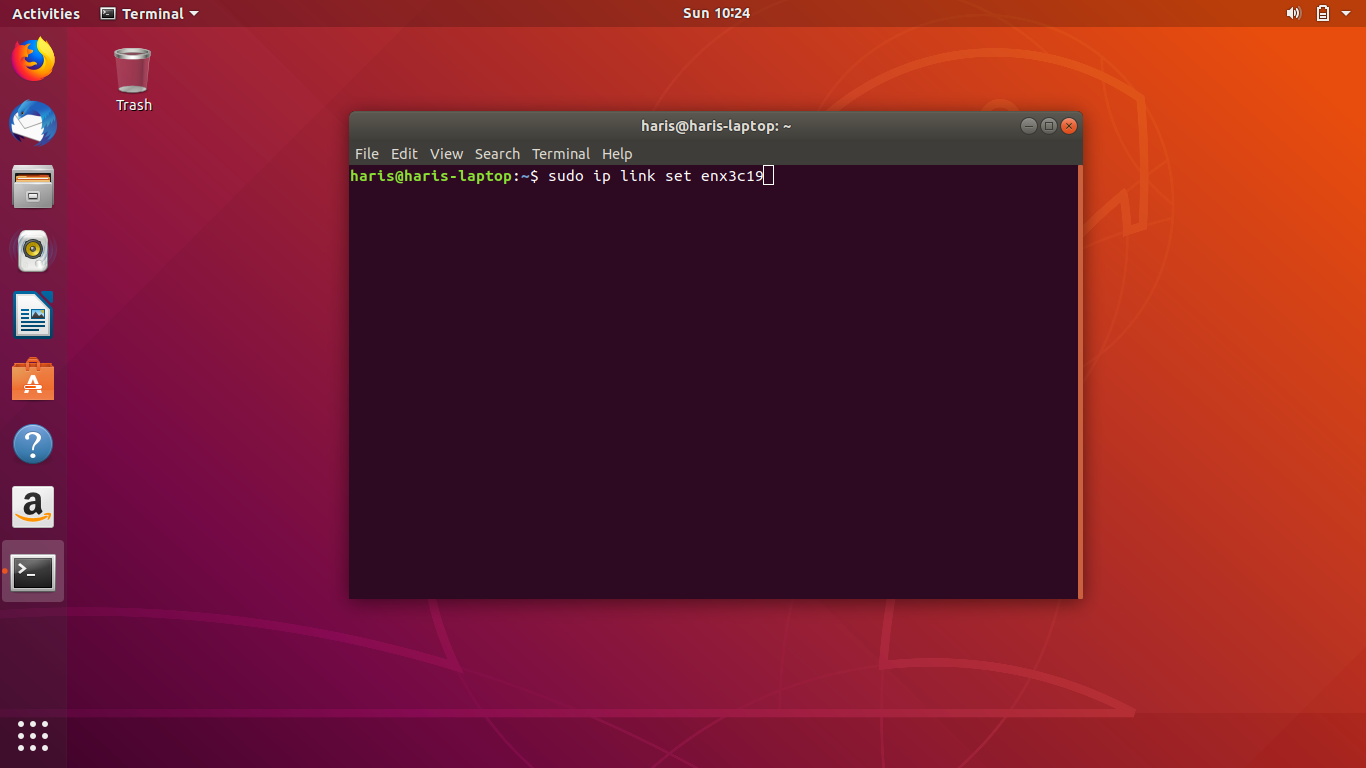 Activities Terminal Sun 10:24
Trash
haris@haris-laptop: ~
File Edit View Search Terminal Help
haris@haris-laptop:~$ sudo ip link set enx3c19